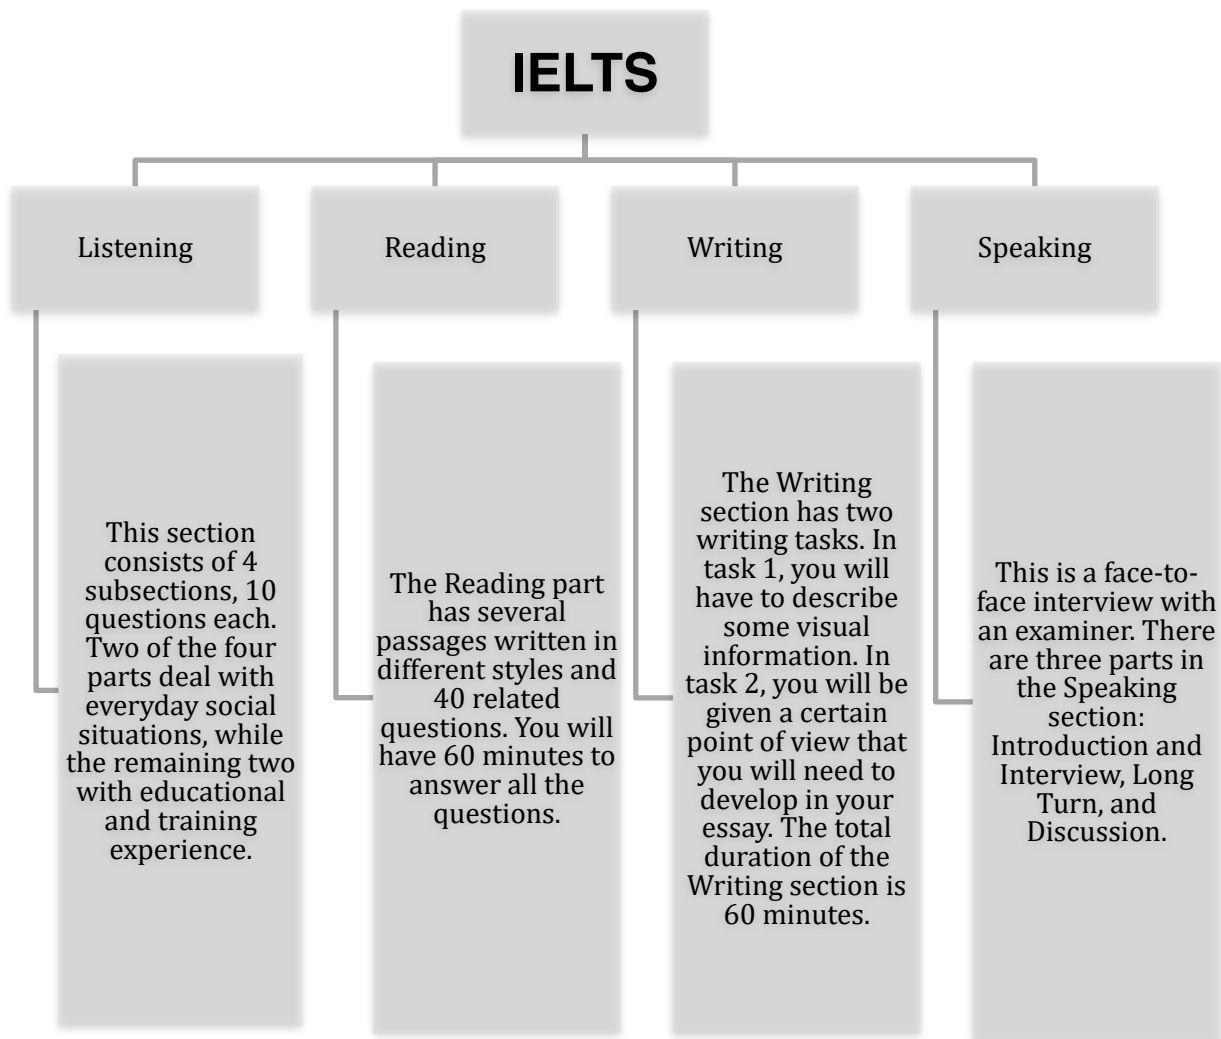 IELTS
Listening
Reading
Writing
Speaking
This section
consists of 4
subsections, 10
questions each.
Two of the four
parts deal with
everyday social
situations, while
the remaining two
with educational
and training
experience.
The Reading part
has several
passages written in
different styles and
40 related
questions. You will
have 60 minutes to
answer all the
questions.
The Writing
section has two
writing tasks. In
task 1, you will
have to describe
some visual
information. In
task 2, you will be
given a certain
point of view that
you will need to
develop in your
essay. The total
duration of the
Writing section is
60 minutes.
This is a face-to-
face interview with
an examiner. There
are three parts in
the Speaking
section:
Introduction and
Interview, Long
Turn, and
Discussion.